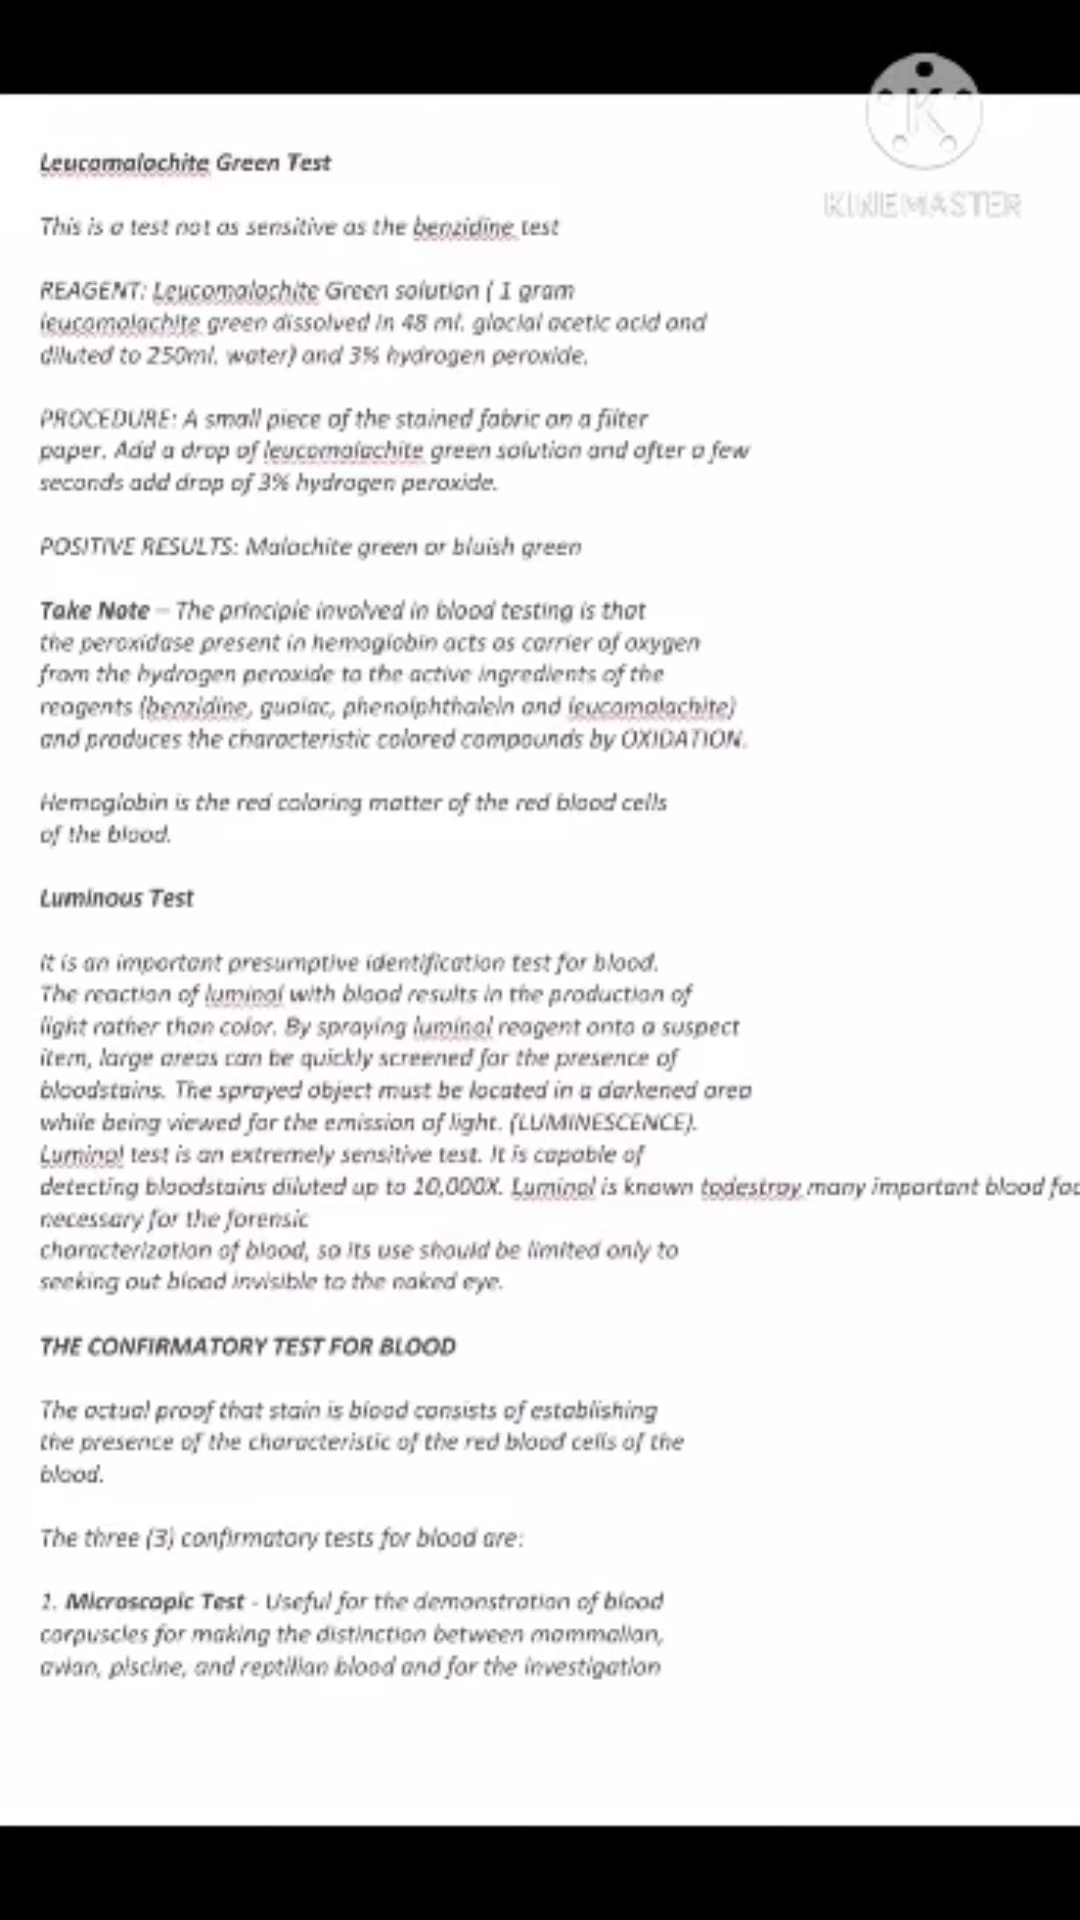 KINEMASTER
Leucomalachite Green Test
This is a test not as sensitive as the benzidine test
REAGENT: Leucomalachite Green solution ( 1 gram
leucomalachite green dissolved in 48 ml. glacial acetic acid and
diluted to 250ml. water) and 3% hydrogen peroxide.
PROCEDURE: A small piece of the stained fabric on a filter
paper. Add a drop of leucomalachite green solution and after a few
seconds add drop of 3% hydrogen peroxide.
POSITIVE RESULTS: Malachite green or bluish green
Take Note – The principle involved in blood testing is that
the peroxidase present in hemoglobin acts as carrier of oxygen
from the hydrogen peroxide to the active ingredients of the
reagents (benzidine, guaiac, phenolphthalein and leucomalachite)
and produces the characteristic colored compounds by OXIDATION.
Hemoglobin is the red coloring matter of the red blood cells
of the blood.
Luminous Test
It is an important presumptive identification test for blood.
The reaction of luminol with blood results in the production of
light rather than color. By spraying luminol reagent onto a suspect
item, large areas can be quickly screened for the presence of
bloodstains. The sprayed object must be located in a darkened area
while being viewed for the emission of light. (LUMINESCENCE).
Luminol test is an extremely sensitive test. It is capable of
detecting bloodstains diluted up to 10,000X. Luminol is known todestroy many important blood
necessary for the forensic
characterization of blood, so its use should be limited only to
seeking out blood invisible to the naked eye.
THE CONFIRMATORY TEST FOR BLOOD
The actual proof that stain is blood consists of establishing
the presence of the characteristic of the red blood cells of the
blood.
The three (3) confirmatory tests for blood are:
1. Microscopic Test - Useful for the demonstration of blood
corpuscles for making the distinction between mammalian,
avian, piscine, and reptilian blood and for the investigation